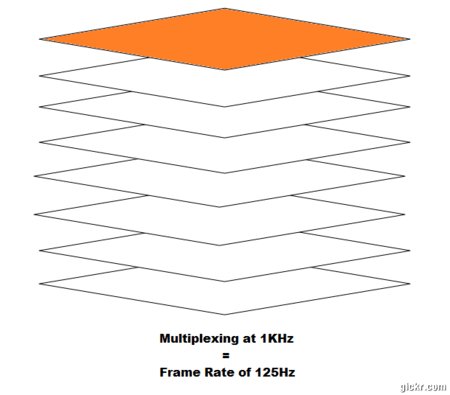 Multiplexing at 1KHz
=
Frame Rate of 125Hz
gickr.com